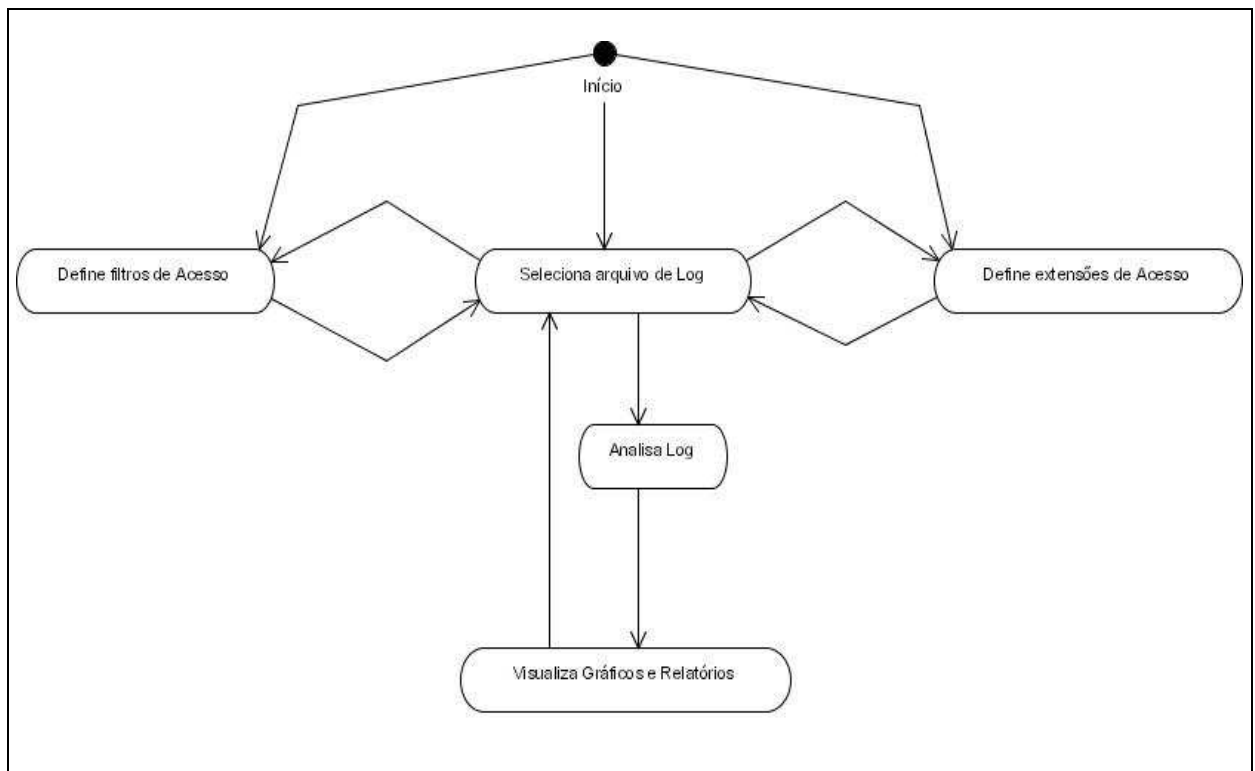 Início
Define filtros de Acesso
Seleciona arquivo de Log
Define extensões de Acesso
Analisa Log
Visualiza Gráficos e Relatórios